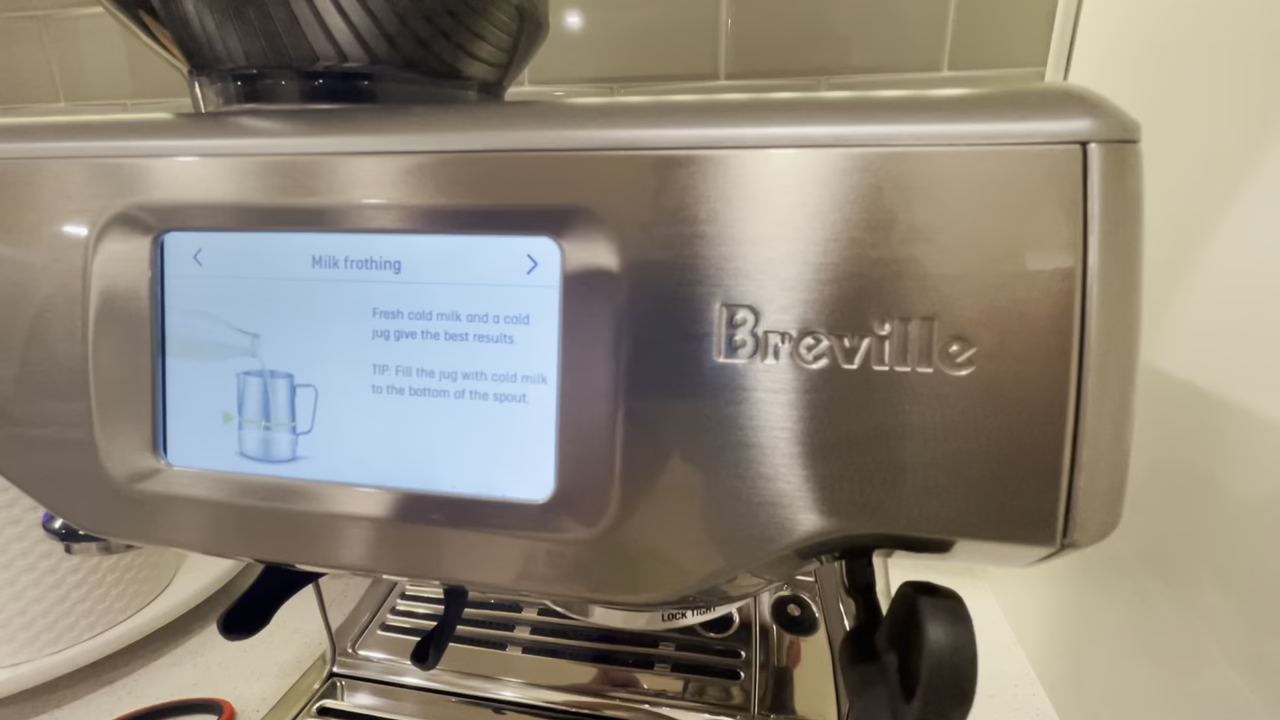 Milk frothing
Fresh cold milk and a cold
jug give the best results.
TIP: Fill the jug with cold milk
to the bottom of the spout.
Breville
LOCK TIGHT